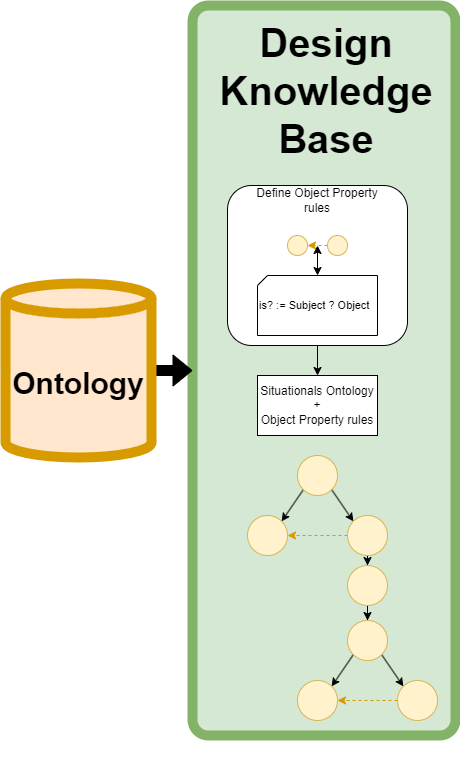 Design
Knowledge
Base
Define Object Property
rules
is? := Subject ? Object
Ontology
Situationals Ontology
+
Object Property rules